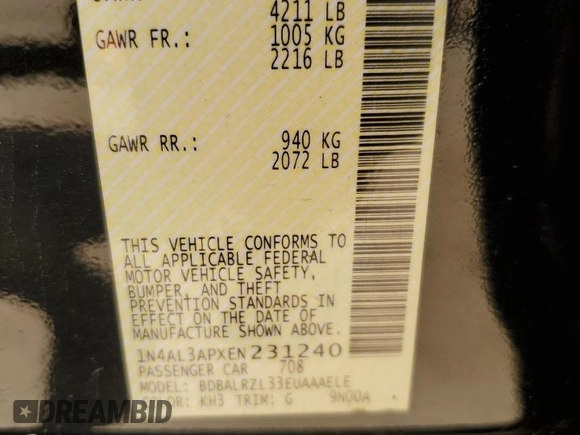 4211 LB
GAWR FR.: 1005 KG
2216 LB
GAWR RR.: 940 KG
2072 LB
THIS VEHICLE CONFORMS TO
ALL APPLICABLE FEDERAL
MOTOR VEHICLE SAFETY,
BUMPER, AND THEFT
PREVENTION STANDARDS IN
EFFECT ON THE DATE OF
MANUFACTURE SHOWN ABOVE.
1N4AL3APXEN231240
PASSENGER CAR 708
MODEL: BDBALRZL33EUAAAELE
COLOR: KH3 TRIM: G 9N00A
DREAMBID